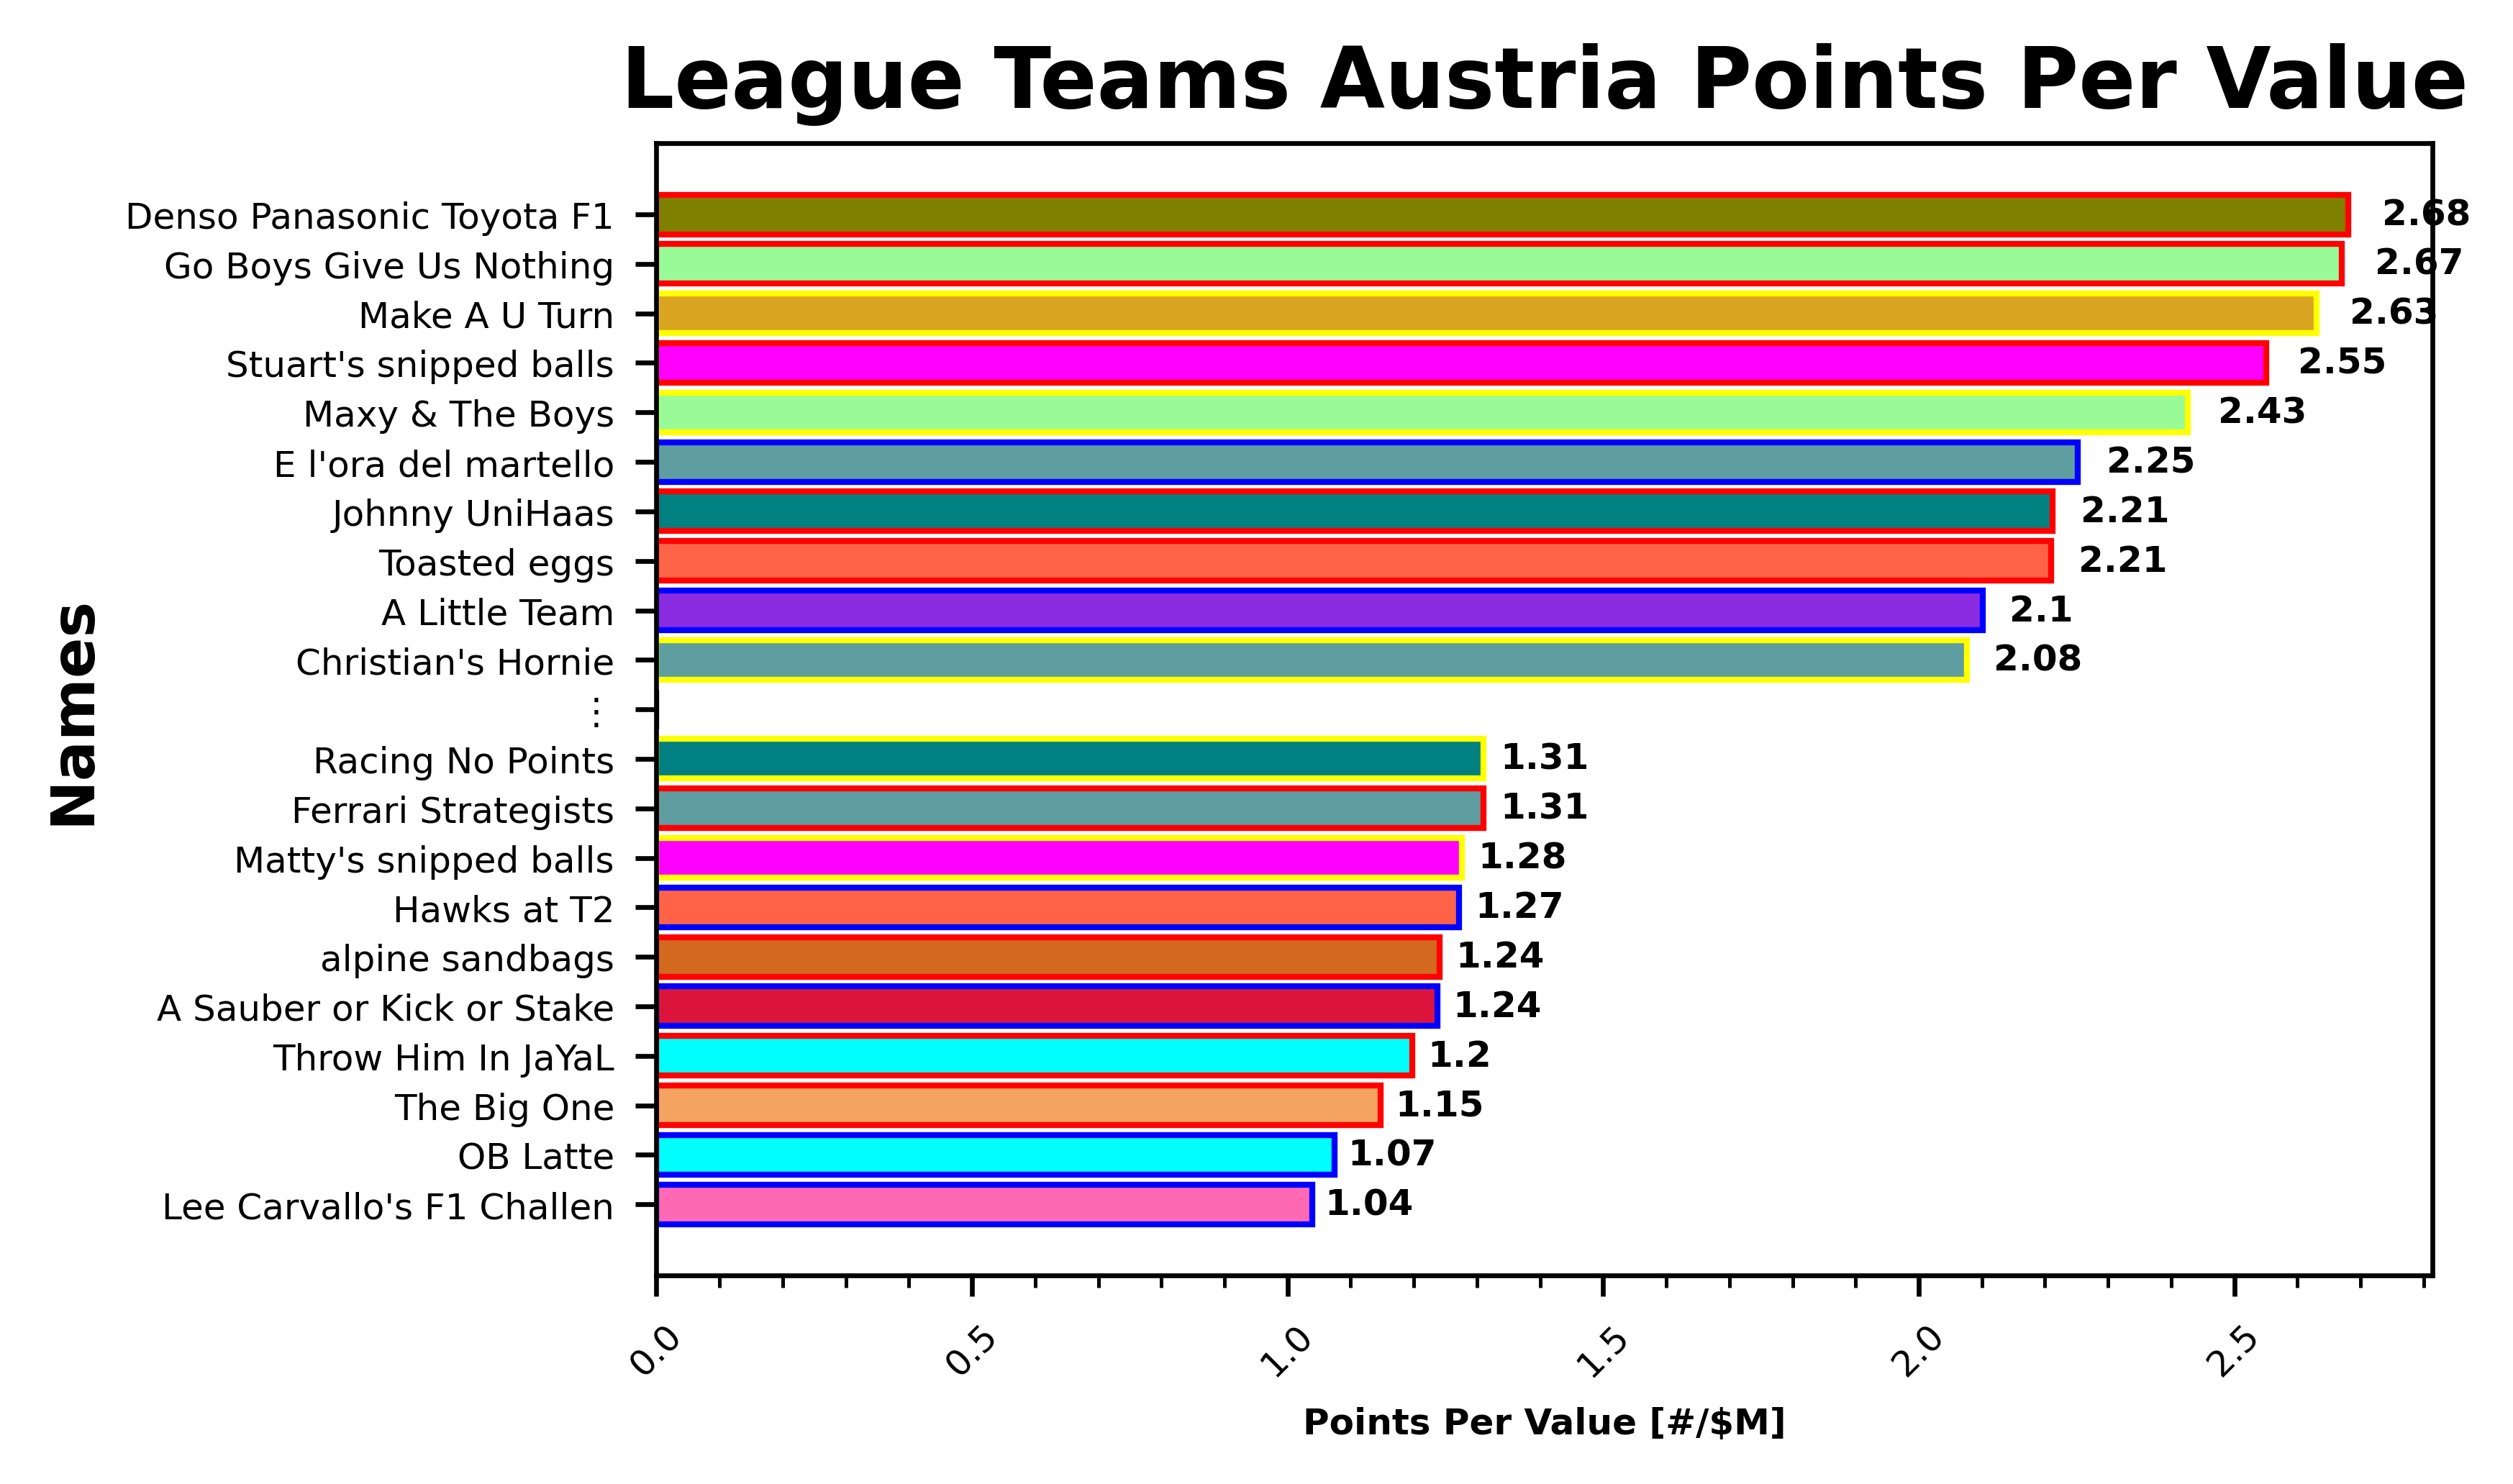 League Teams Austria Points Per Value
Names
Denso Panasonic Toyota F1 2.68
Go Boys Give Us Nothing 2.67
Make A U Turn 2.63
Stuart's snipped balls 2.55
Maxy & The Boys 2.43
E l'ora del martello 2.25
Johnny UniHaas 2.21
Toasted eggs 2.21
A Little Team 2.1
Christian's Hornie 2.08
⋮
Racing No Points 1.31
Ferrari Strategists 1.31
Matty's snipped balls 1.28
Hawks at T2 1.27
alpine sandbags 1.24
A Sauber or Kick or Stake 1.24
Throw Him In JaYaL 1.2
The Big One 1.15
OB Latte 1.07
Lee Carvallo's F1 Challen 1.04
0.0 0.5 1.0 1.5 2.0 2.5
Points Per Value [#/$M]